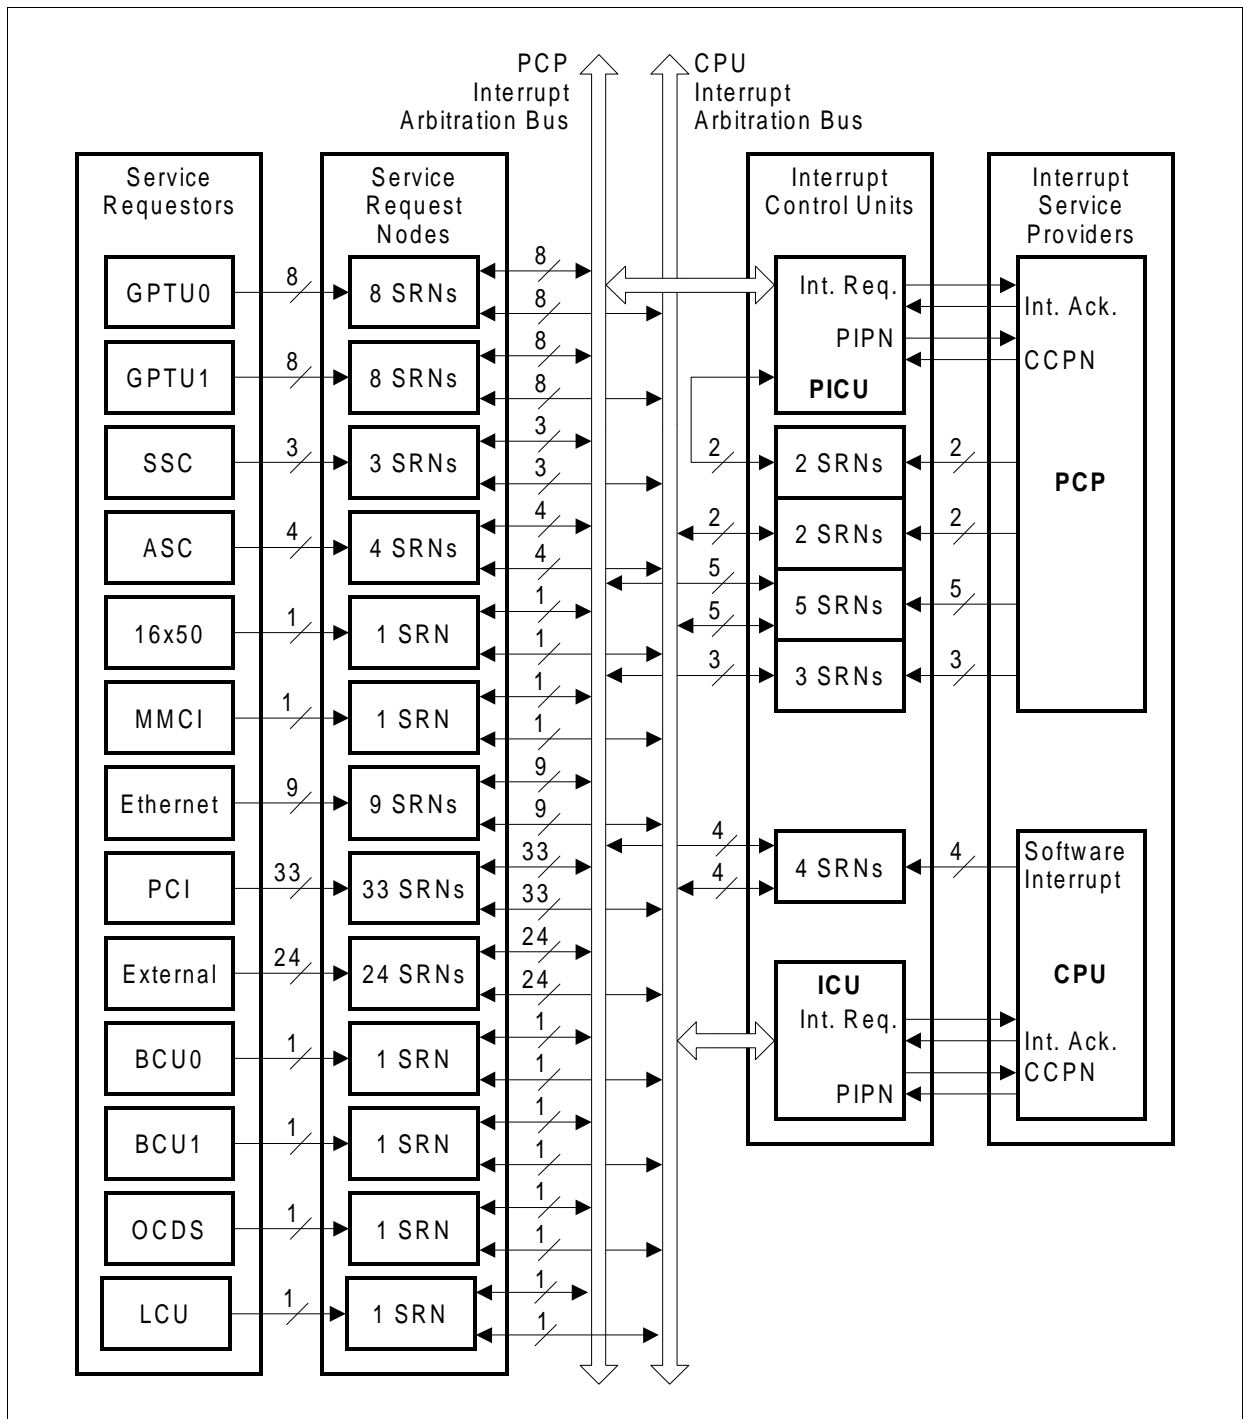 PCP
Interrupt
Arbitration Bus
CPU
Interrupt
Arbitration Bus
Service
Requestors
Service
Request
Nodes
Interrupt
Control Units
Interrupt
Service
Providers
GPTU0
8
8 SRNs
8
8
GPTU1
8
8 SRNs
8
8
SSC
3
3 SRNs
3
3
ASC
4
4 SRNs
4
4
16x50
1
1 SRN
1
1
MMCI
1
1 SRN
1
1
Ethernet
9
9 SRNs
9
9
PCI
33
33 SRNs
33
33
External
24
24 SRNs
24
24
BCU0
1
1 SRN
1
1
BCU1
1
1 SRN
1
1
OCDS
1
1 SRN
1
1
LCU
1
1 SRN
1
1
Int. Req.
PIPN
PICU
Int. Ack.
CCPN
PCP
2
2 SRNs
2
2
2 SRNs
2
5
5
5 SRNs
5
3
3 SRNs
3
4
4
4 SRNs
4
Software
Interrupt
CPU
ICU
Int. Req.
PIPN
Int. Ack.
CCPN